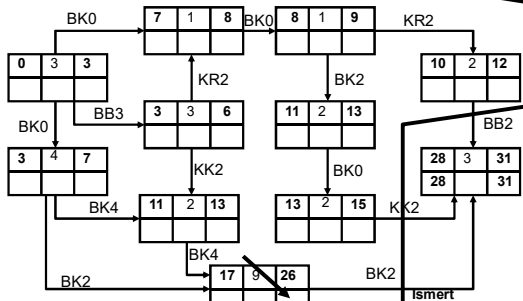 BK0
7 1 8
BK0
8 1 9
KR2
0 3 3
KR2
BK2
10 2 12
BB3
3 3 6
11 2 13
BK0
BB2
3 4 7
KK2
BK0
28 3 31
28 31
BK4
11 2 13
13 2 15
KK2
BK4
BK2
17 9 26
BK2
Ismert